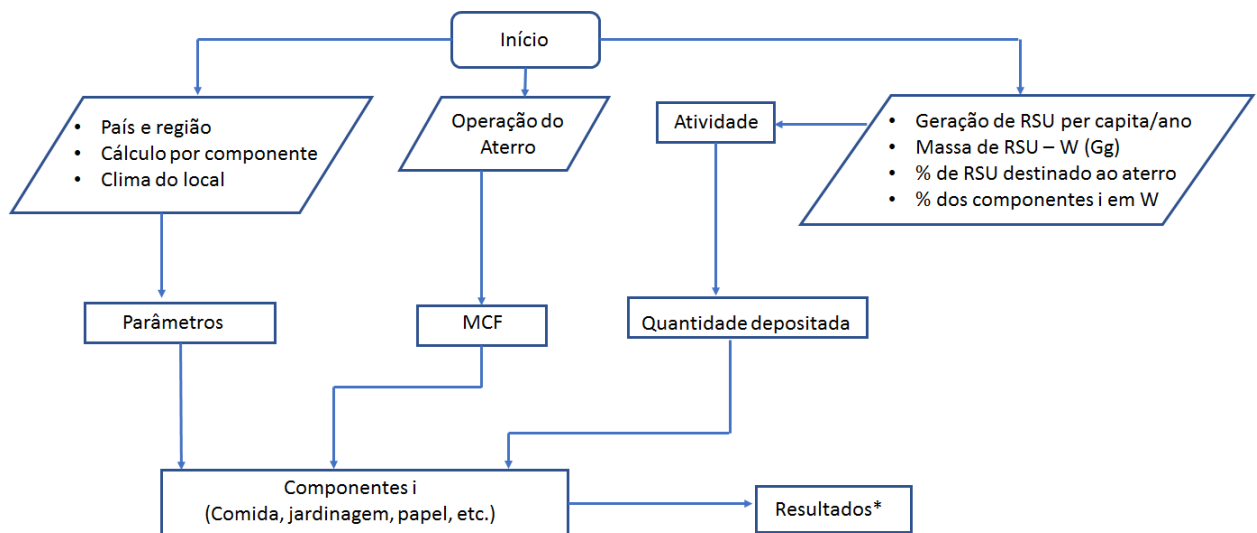 Início
• País e região
• Cálculo por componente
• Clima do local
Operação do
Aterro
Atividade
• Geração de RSU per capita/ano
• Massa de RSU – W (Gg)
• % de RSU destinado ao aterro
• % dos componentes i em W
Parâmetros
MCF
Quantidade depositada
Componentes i
(Comida, jardinagem, papel, etc.)
Resultados*